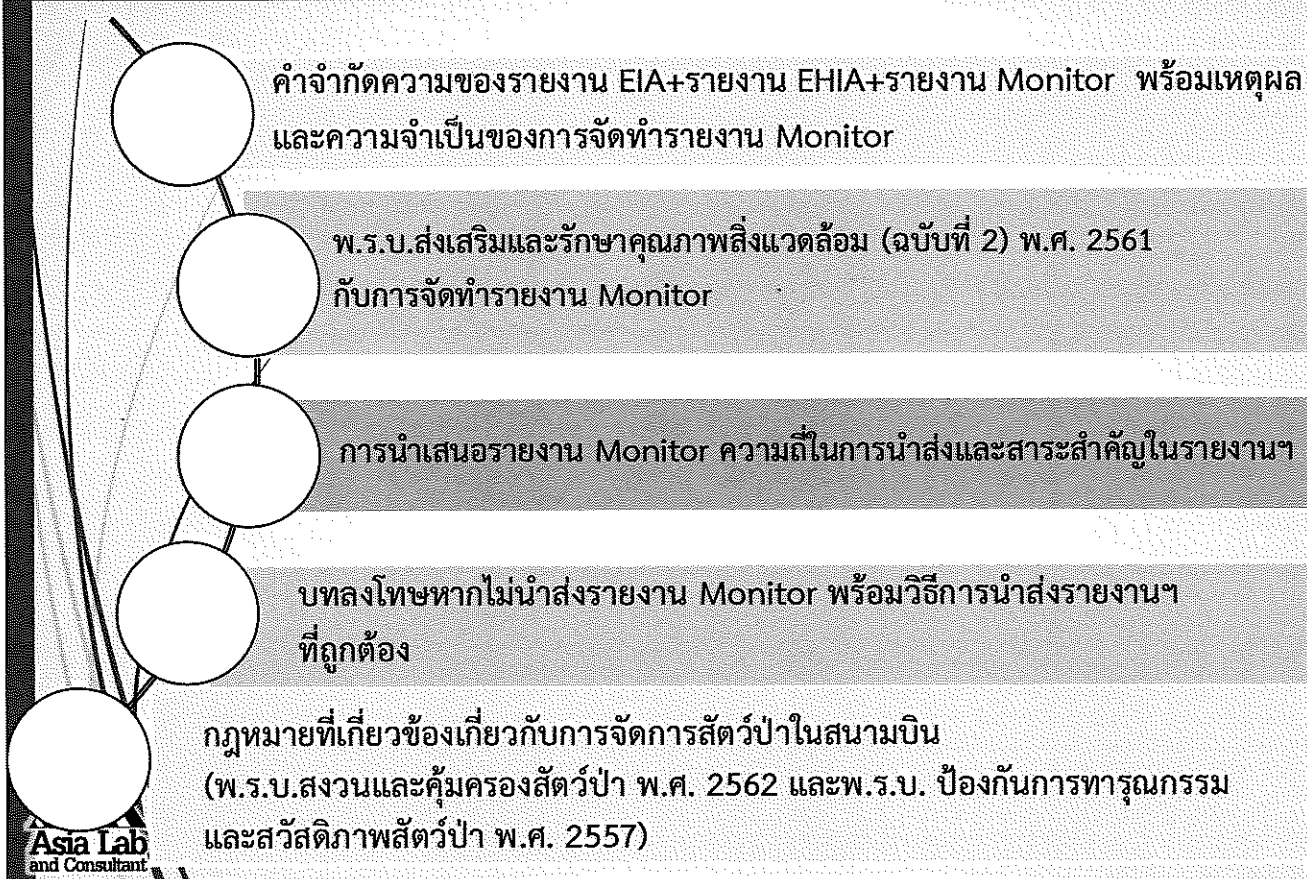 คำจำกัดความของรายงาน EIA+รายงาน EHIA+รายงาน Monitor พร้อมเหตุผล
และความจำเป็นของการจัดทำรายงาน Monitor
พ.ร.บ.ส่งเสริมและรักษาคุณภาพสิ่งแวดล้อม (ฉบับที่ 2) พ.ศ. 2561
กับการจัดทำรายงาน Monitor
การนำเสนอรายงาน Monitor ความถี่ในการนำส่งและสาระสำคัญในรายงานฯ
บทลงโทษหากไม่นำส่งรายงาน Monitor พร้อมวิธีการนำส่งรายงานฯ
ที่ถูกต้อง
กฎหมายที่เกี่ยวข้องเกี่ยวกับการจัดการสัตว์ป่าในสนามบิน
(พ.ร.บ.สงวนและคุ้มครองสัตว์ป่า พ.ศ. 2562 และพ.ร.บ. ป้องกันการทารุณกรรม
และสวัสดิภาพสัตว์ป่า พ.ศ. 2557)
Asia Lab
and Consultant